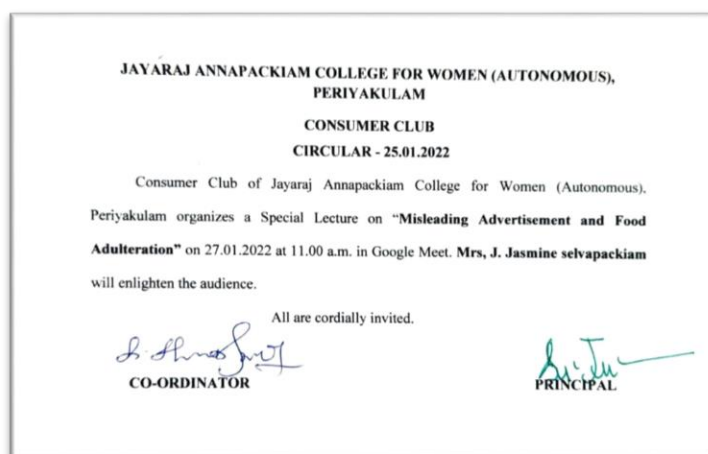 JAYARAJ ANNAPACKIAM COLLEGE FOR WOMEN (AUTONOMOUS),
PERIYAKULAM
CONSUMER CLUB
CIRCULAR - 25.01.2022
Consumer Club of Jayaraj Annapackiam College for Women (Autonomous).
Periyakulam organizes a Special Lecture on “Misleading Advertisement and Food
Adulteration” on 27.01.2022 at 11.00 a.m. in Google Meet. Mrs, J. Jasmine selvapackiam
will enlighten the audience.
All are cordially invited.
CO-ORDINATOR PRINCIPAL